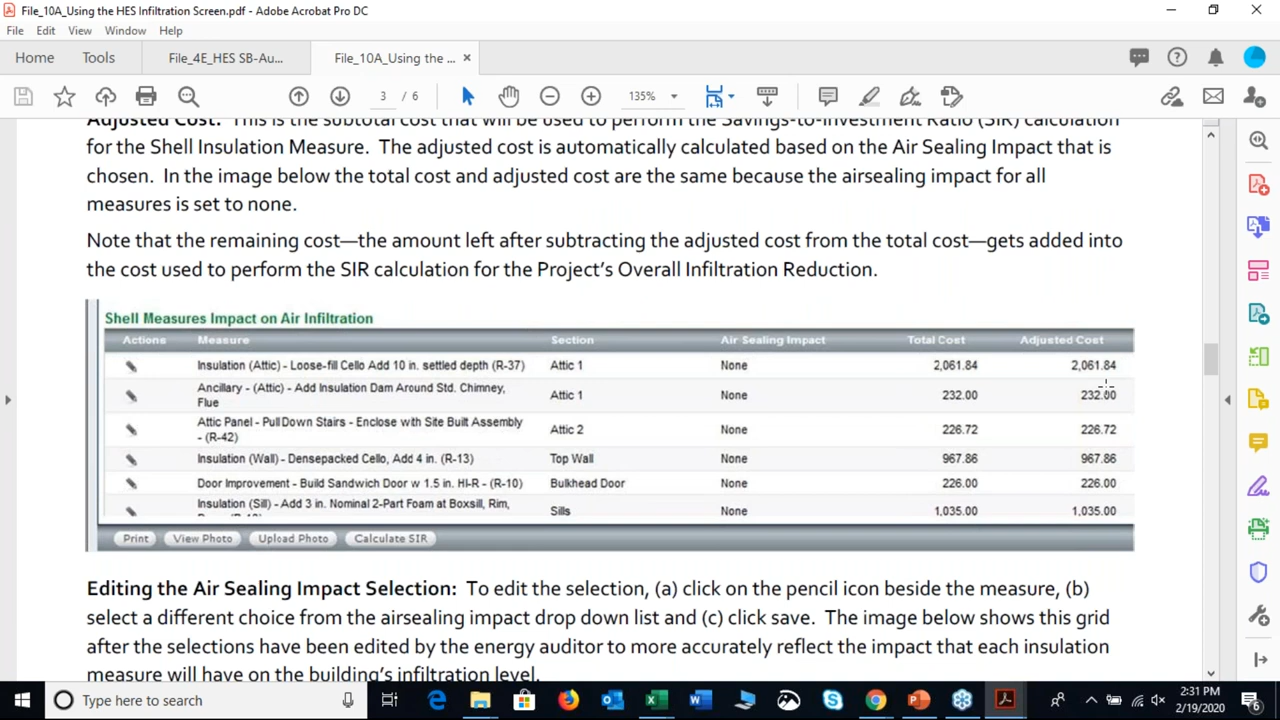 File_10A_Using the HES Infiltration Screen.pdf - Adobe Acrobat Pro DC
File Edit View Window Help
Home Tools File_4E_HES SB-Au... File_10A_Using the ... ×
3 / 6 135%
Adjusted Cost: This is the subtotal cost that will be used to perform the Savings-to-Investment Ratio (SIR) calculation
for the Shell Insulation Measure. The adjusted cost is automatically calculated based on the Air Sealing Impact that is
chosen. In the image below the total cost and adjusted cost are the same because the airsealing impact for all
measures is set to none.
Note that the remaining cost—the amount left after subtracting the adjusted cost from the total cost—gets added into
the cost used to perform the SIR calculation for the Project's Overall Infiltration Reduction.
Shell Measures Impact on Air Infiltration
Actions Measure Section Air Sealing Impact Total Cost Adjusted Cost
Insulation (Attic) - Loose-fill Cello Add 10 in. settled depth (R-37) Attic 1 None 2,061.84 2,061.84
Ancillary - (Attic) - Add Insulation Dam Around Std. Chimney,
Flue Attic 1 None 232.00 232.00
Attic Panel - Pull Down Stairs - Enclose with Site Built Assembly
- (R-42) Attic 2 None 226.72 226.72
Insulation (Wall) - Densepacked Cello, Add 4 in. (R-13) Top Wall None 967.86 967.86
Door Improvement - Build Sandwich Door w 1.5 in. HI-R - (R-10) Bulkhead Door None 226.00 226.00
Insulation (Sill) - Add 3 in. Nominal 2-Part Foam at Boxsill, Rim,
Sills None 1,035.00 1,035.00
Print View Photo Upload Photo Calculate SIR
Editing the Air Sealing Impact Selection: To edit the selection, (a) click on the pencil icon beside the measure, (b)
select a different choice from the airsealing impact drop down list and (c) click save. The image below shows this grid
after the selections have been edited by the energy auditor to more accurately reflect the impact that each insulation
measure will have on the building's infiltration level.
Type here to search
2:31 PM
2/19/2020
6